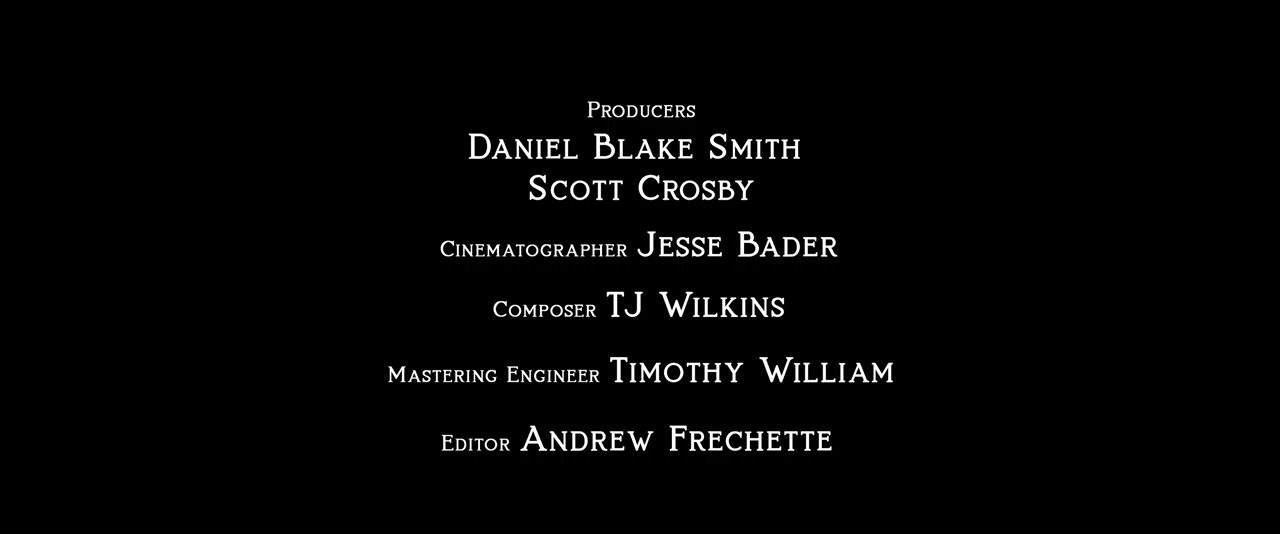 Producers
Daniel Blake Smith
Scott Crosby
Cinematographer Jesse Bader
Composer TJ Wilkins
Mastering Engineer Timothy William
Editor Andrew Frechette